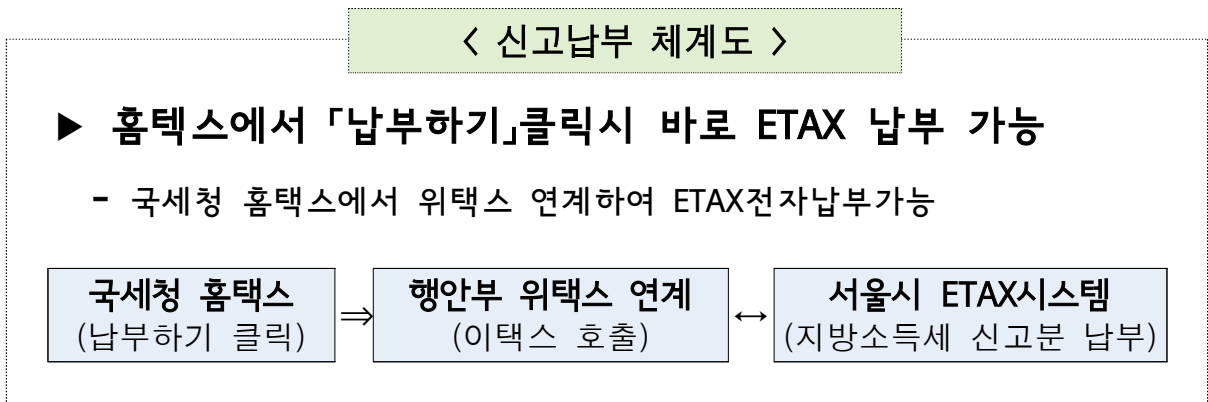 < 신고납부 체계도 >
▶ 홈텍스에서 「납부하기」클릭시 바로 ETAX 납부 가능
- 국세청 홈택스에서 위택스 연계하여 ETAX전자납부가능
국세청 홈택스 ⇒ 행안부 위택스 연계 ↔ 서울시 ETAX시스템
(납부하기 클릭) (이택스 호출) (지방소득세 신고분 납부)